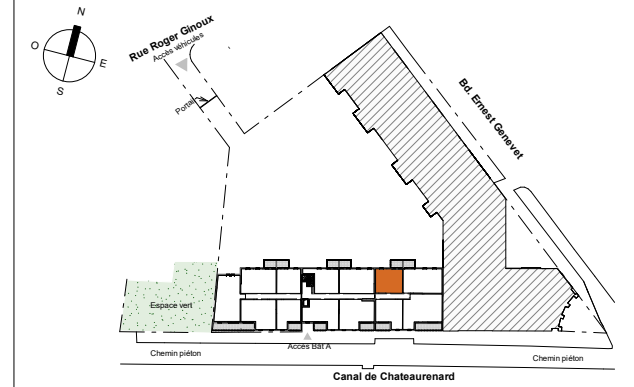 N
O
E
S
Rue Roger Ginoux
Accès véhicules
Portail
Bd. Ernest Genevet
Espace vert
Accès Bât A
Chemin piéton
Chemin piéton
Canal de Chateaurenard